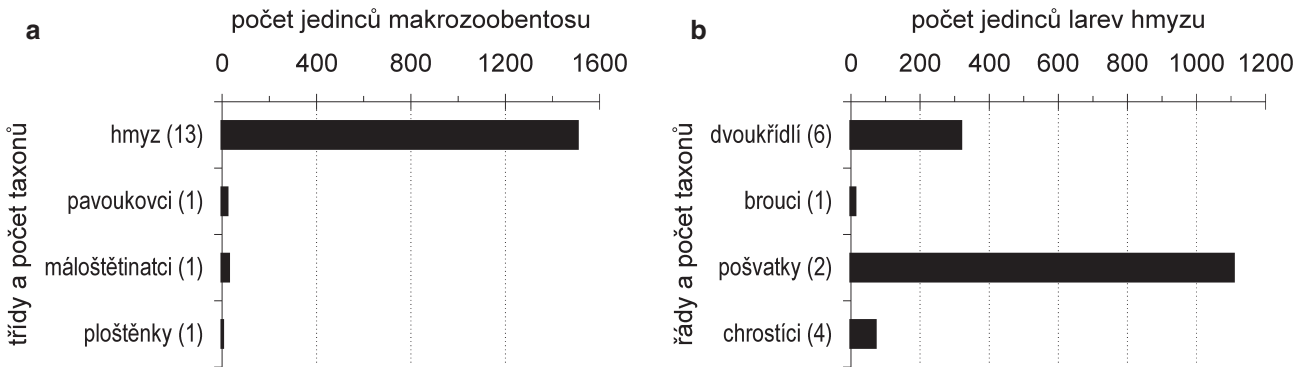 a
počet jedinců makrozoobentosu
0 400 800 1200 1600
třídy a počet taxonů
hmyz (13)
pavoukovci (1)
máloštětinatci (1)
ploštěnky (1)
b
počet jedinců larev hmyzu
0 200 400 600 800 1000 1200
řády a počet taxonů
dvoukřídlí (6)
brouci (1)
pošvatky (2)
chrostíci (4)